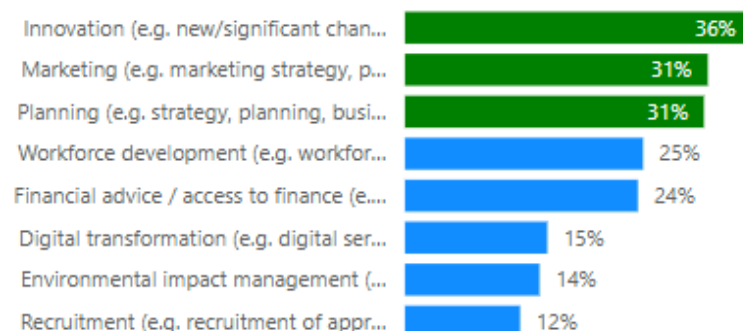 Innovation (e.g. new/significant chan... 36%
Marketing (e.g. marketing strategy, p... 31%
Planning (e.g. strategy, planning, busi... 31%
Workforce development (e.g. workfor... 25%
Financial advice / access to finance (e.... 24%
Digital transformation (e.g. digital ser... 15%
Environmental impact management (... 14%
Recruitment (e.g. recruitment of appr... 12%